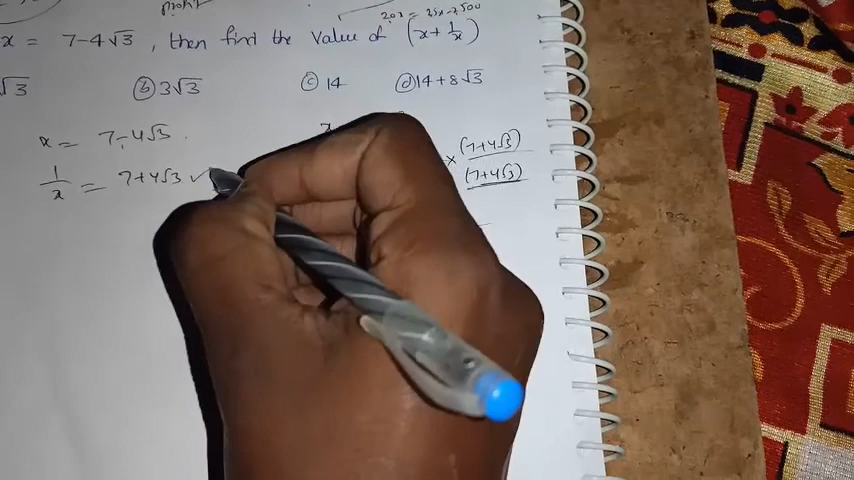 x = 7-4√3, then find the value of (x+1/x)
√3 (b) 3√3 (c) 14 (d) 14+8√3
x = 7-4√3
1/x = 7+4√3 ✓
× (7+4√3)/(7+4√3)